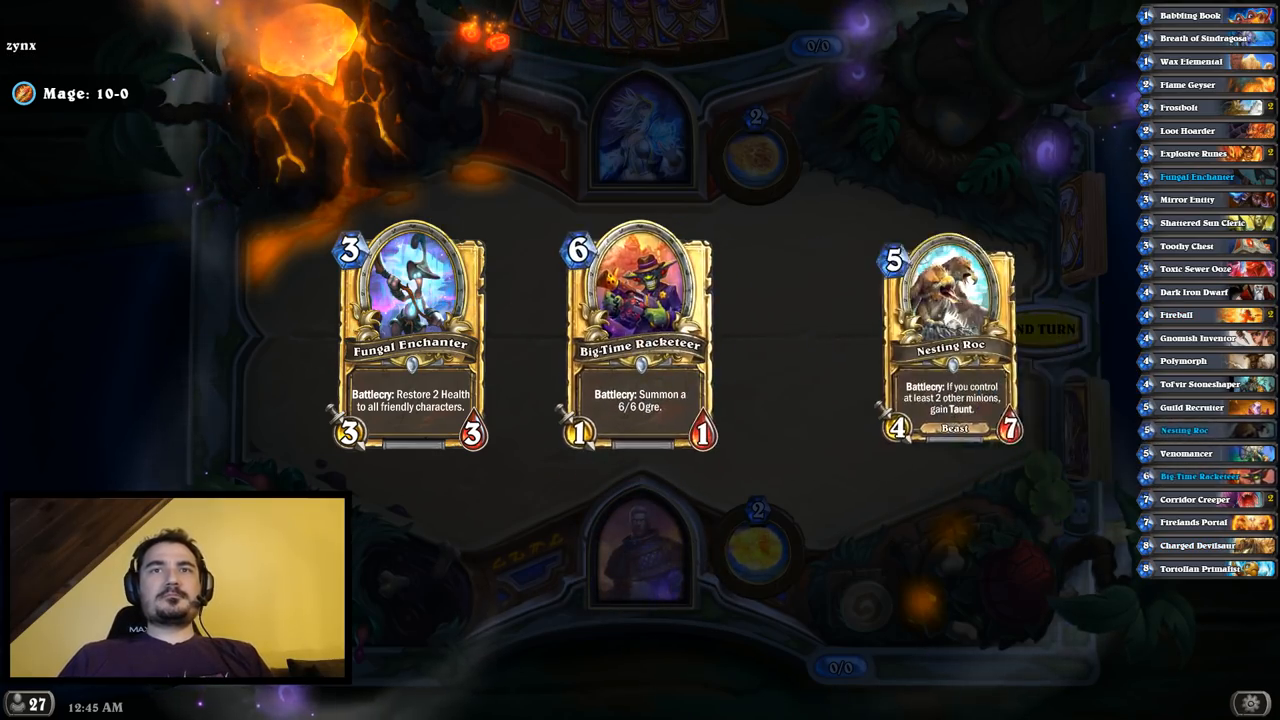 zynx
Mage: 10-0
0/0
2
3
Fungal Enchanter
Battlecry: Restore 2 Health
to all friendly characters.
3
3
6
Big-Time Racketeer
Battlecry: Summon a
6/6 Ogre.
1
1
5
Nesting Roc
Battlecry: If you control
at least 2 other minions,
gain Taunt.
4
Beast
7
ND TURN
2
0/0
MAX
27
12:45 AM
1 Babbling Book
1 Breath of Sindragosa
1 Wax Elemental
2 Flame Geyser
2 Frostbolt 2
2 Loot Hoarder
3 Explosive Runes 2
3 Fungal Enchanter
3 Mirror Entity
3 Shattered Sun Cleric
3 Toothy Chest
3 Toxic Sewer Ooze
4 Dark Iron Dwarf
4 Fireball 2
4 Gnomish Inventor
4 Polymorph
4 Tol'vir Stoneshaper
5 Guild Recruiter
5 Nesting Roc
5 Venomancer
6 Big-Time Racketeer
7 Corridor Creeper 2
7 Firelands Portal
8 Charged Devilsaur
8 Tortollan Primalist